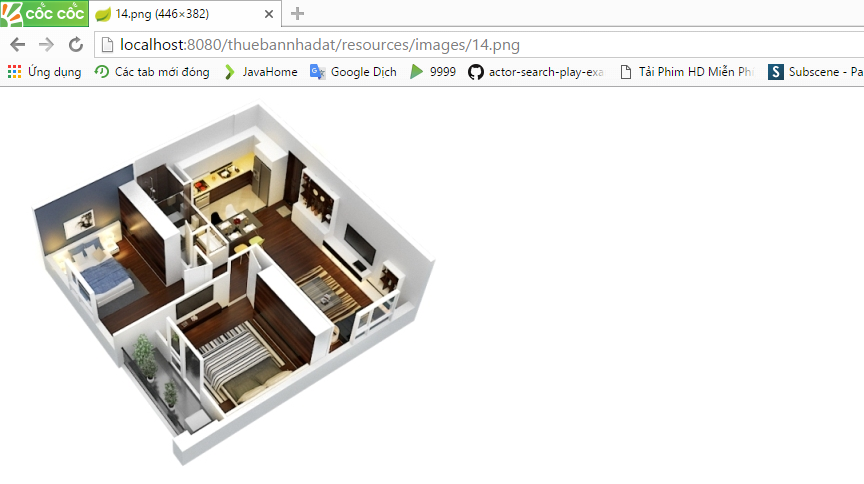 cốc cốc
14.png (446×382)
localhost:8080/thuebannhadat/resources/images/14.png
Ứng dụng Các tab mới đóng JavaHome Google Dịch 9999 actor-search-play-exa Tải Phim HD Miễn Phí Subscene - Pa